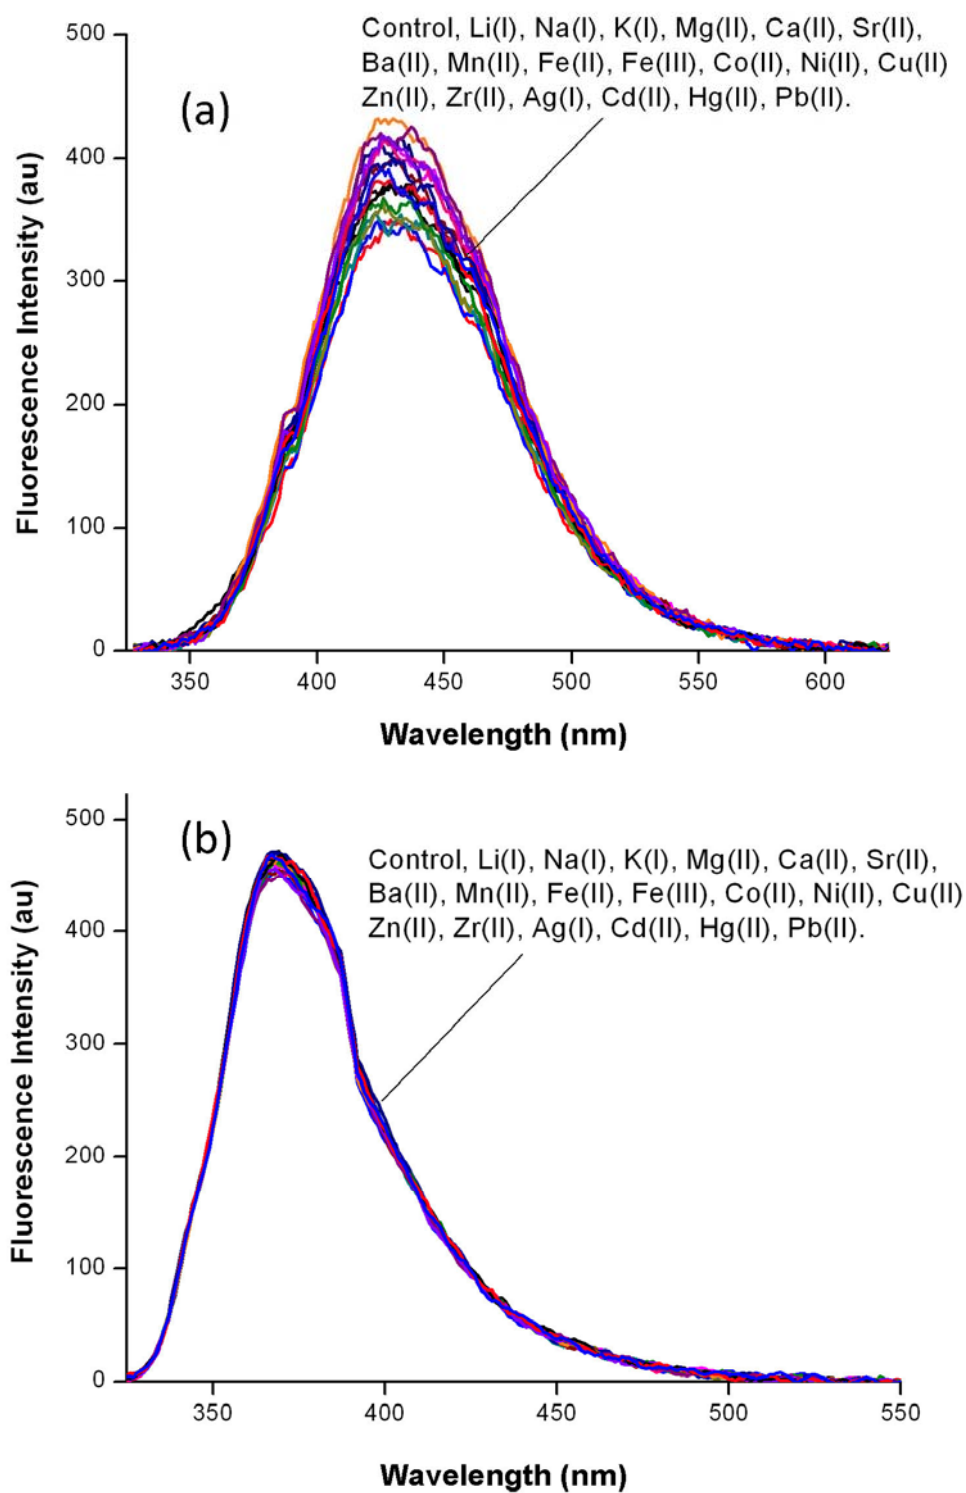 500
400
300
200
100
0
Fluorescence Intensity (au)
(a)
Control, Li(I), Na(I), K(I), Mg(II), Ca(II), Sr(II),
Ba(II), Mn(II), Fe(II), Fe(III), Co(II), Ni(II), Cu(II)
Zn(II), Zr(II), Ag(I), Cd(II), Hg(II), Pb(II).
350 400 450 500 550 600
Wavelength (nm)
500
400
300
200
100
0
Fluorescence Intensity (au)
(b)
Control, Li(I), Na(I), K(I), Mg(II), Ca(II), Sr(II),
Ba(II), Mn(II), Fe(II), Fe(III), Co(II), Ni(II), Cu(II)
Zn(II), Zr(II), Ag(I), Cd(II), Hg(II), Pb(II).
350 400 450 500 550
Wavelength (nm)